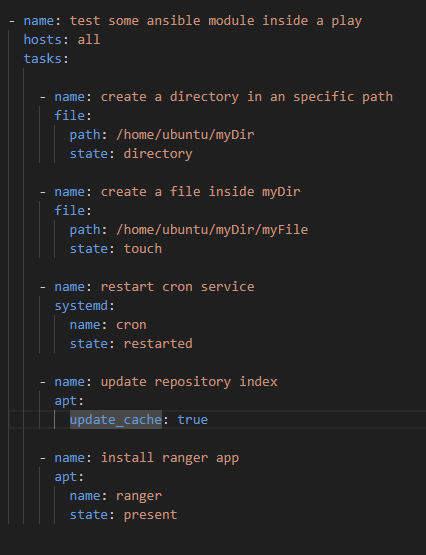 - name: test some ansible module inside a play
  hosts: all
  tasks:

    - name: create a directory in an specific path
      file:
        path: /home/ubuntu/myDir
        state: directory

    - name: create a file inside myDir
      file:
        path: /home/ubuntu/myDir/myFile
        state: touch

    - name: restart cron service
      systemd:
        name: cron
        state: restarted

    - name: update repository index
      apt:
        update_cache: true

    - name: install ranger app
      apt:
        name: ranger
        state: present